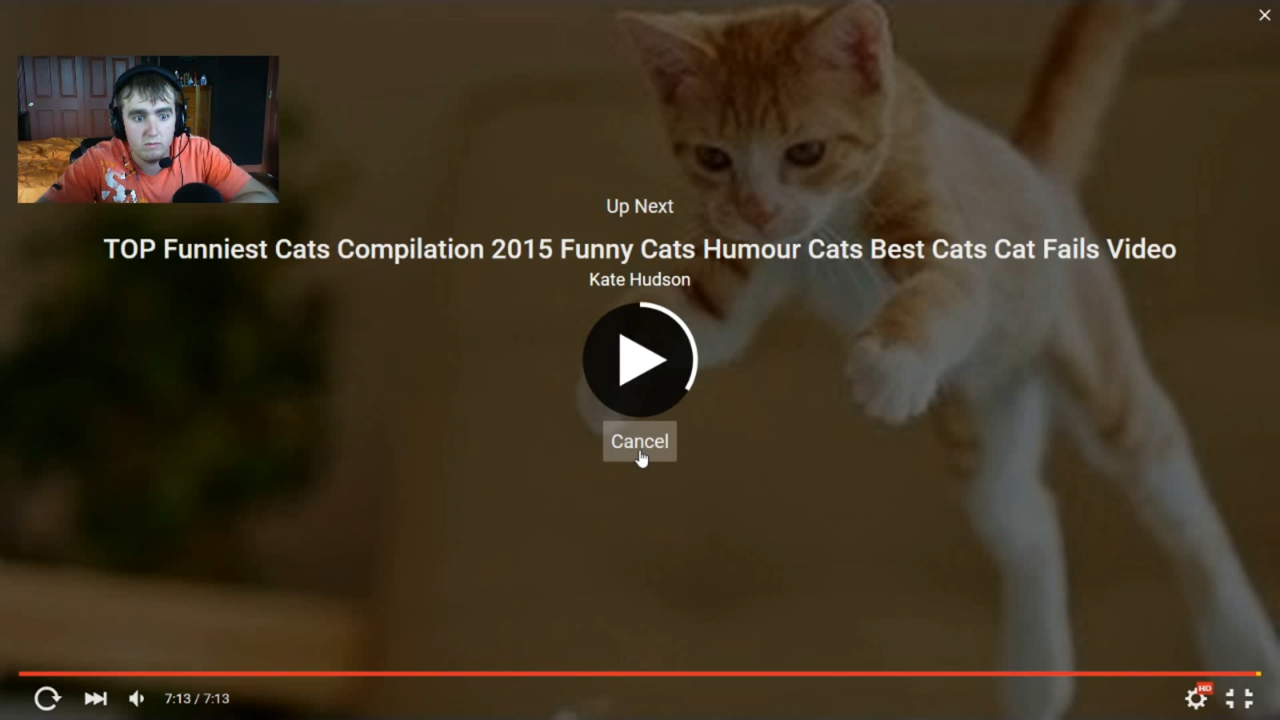 Up Next
TOP Funniest Cats Compilation 2015 Funny Cats Humour Cats Best Cats Cat Fails Video
Kate Hudson
Cancel
7:13 / 7:13
HD